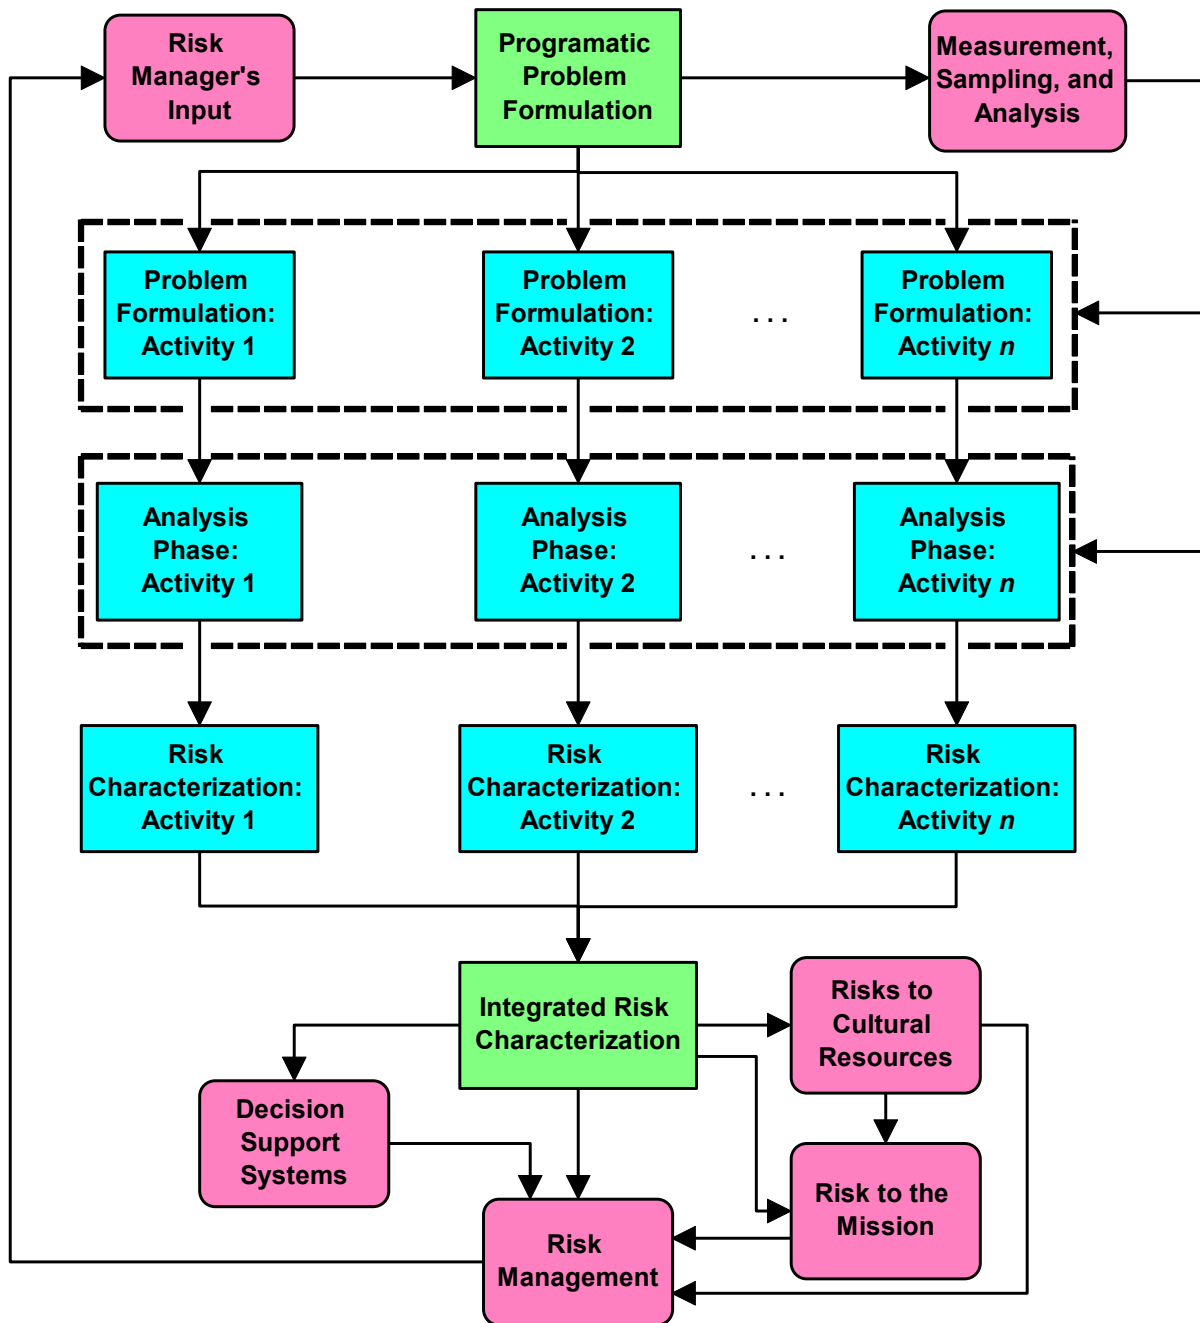 Risk
Manager's
Input
Programatic
Problem
Formulation
Measurement,
Sampling, and
Analysis
Problem
Formulation:
Activity 1
Problem
Formulation:
Activity 2
. . .
Problem
Formulation:
Activity n
Analysis
Phase:
Activity 1
Analysis
Phase:
Activity 2
. . .
Analysis
Phase:
Activity n
Risk
Characterization:
Activity 1
Risk
Characterization:
Activity 2
. . .
Risk
Characterization:
Activity n
Integrated Risk
Characterization
Risks to
Cultural
Resources
Decision
Support
Systems
Risk to the
Mission
Risk
Management